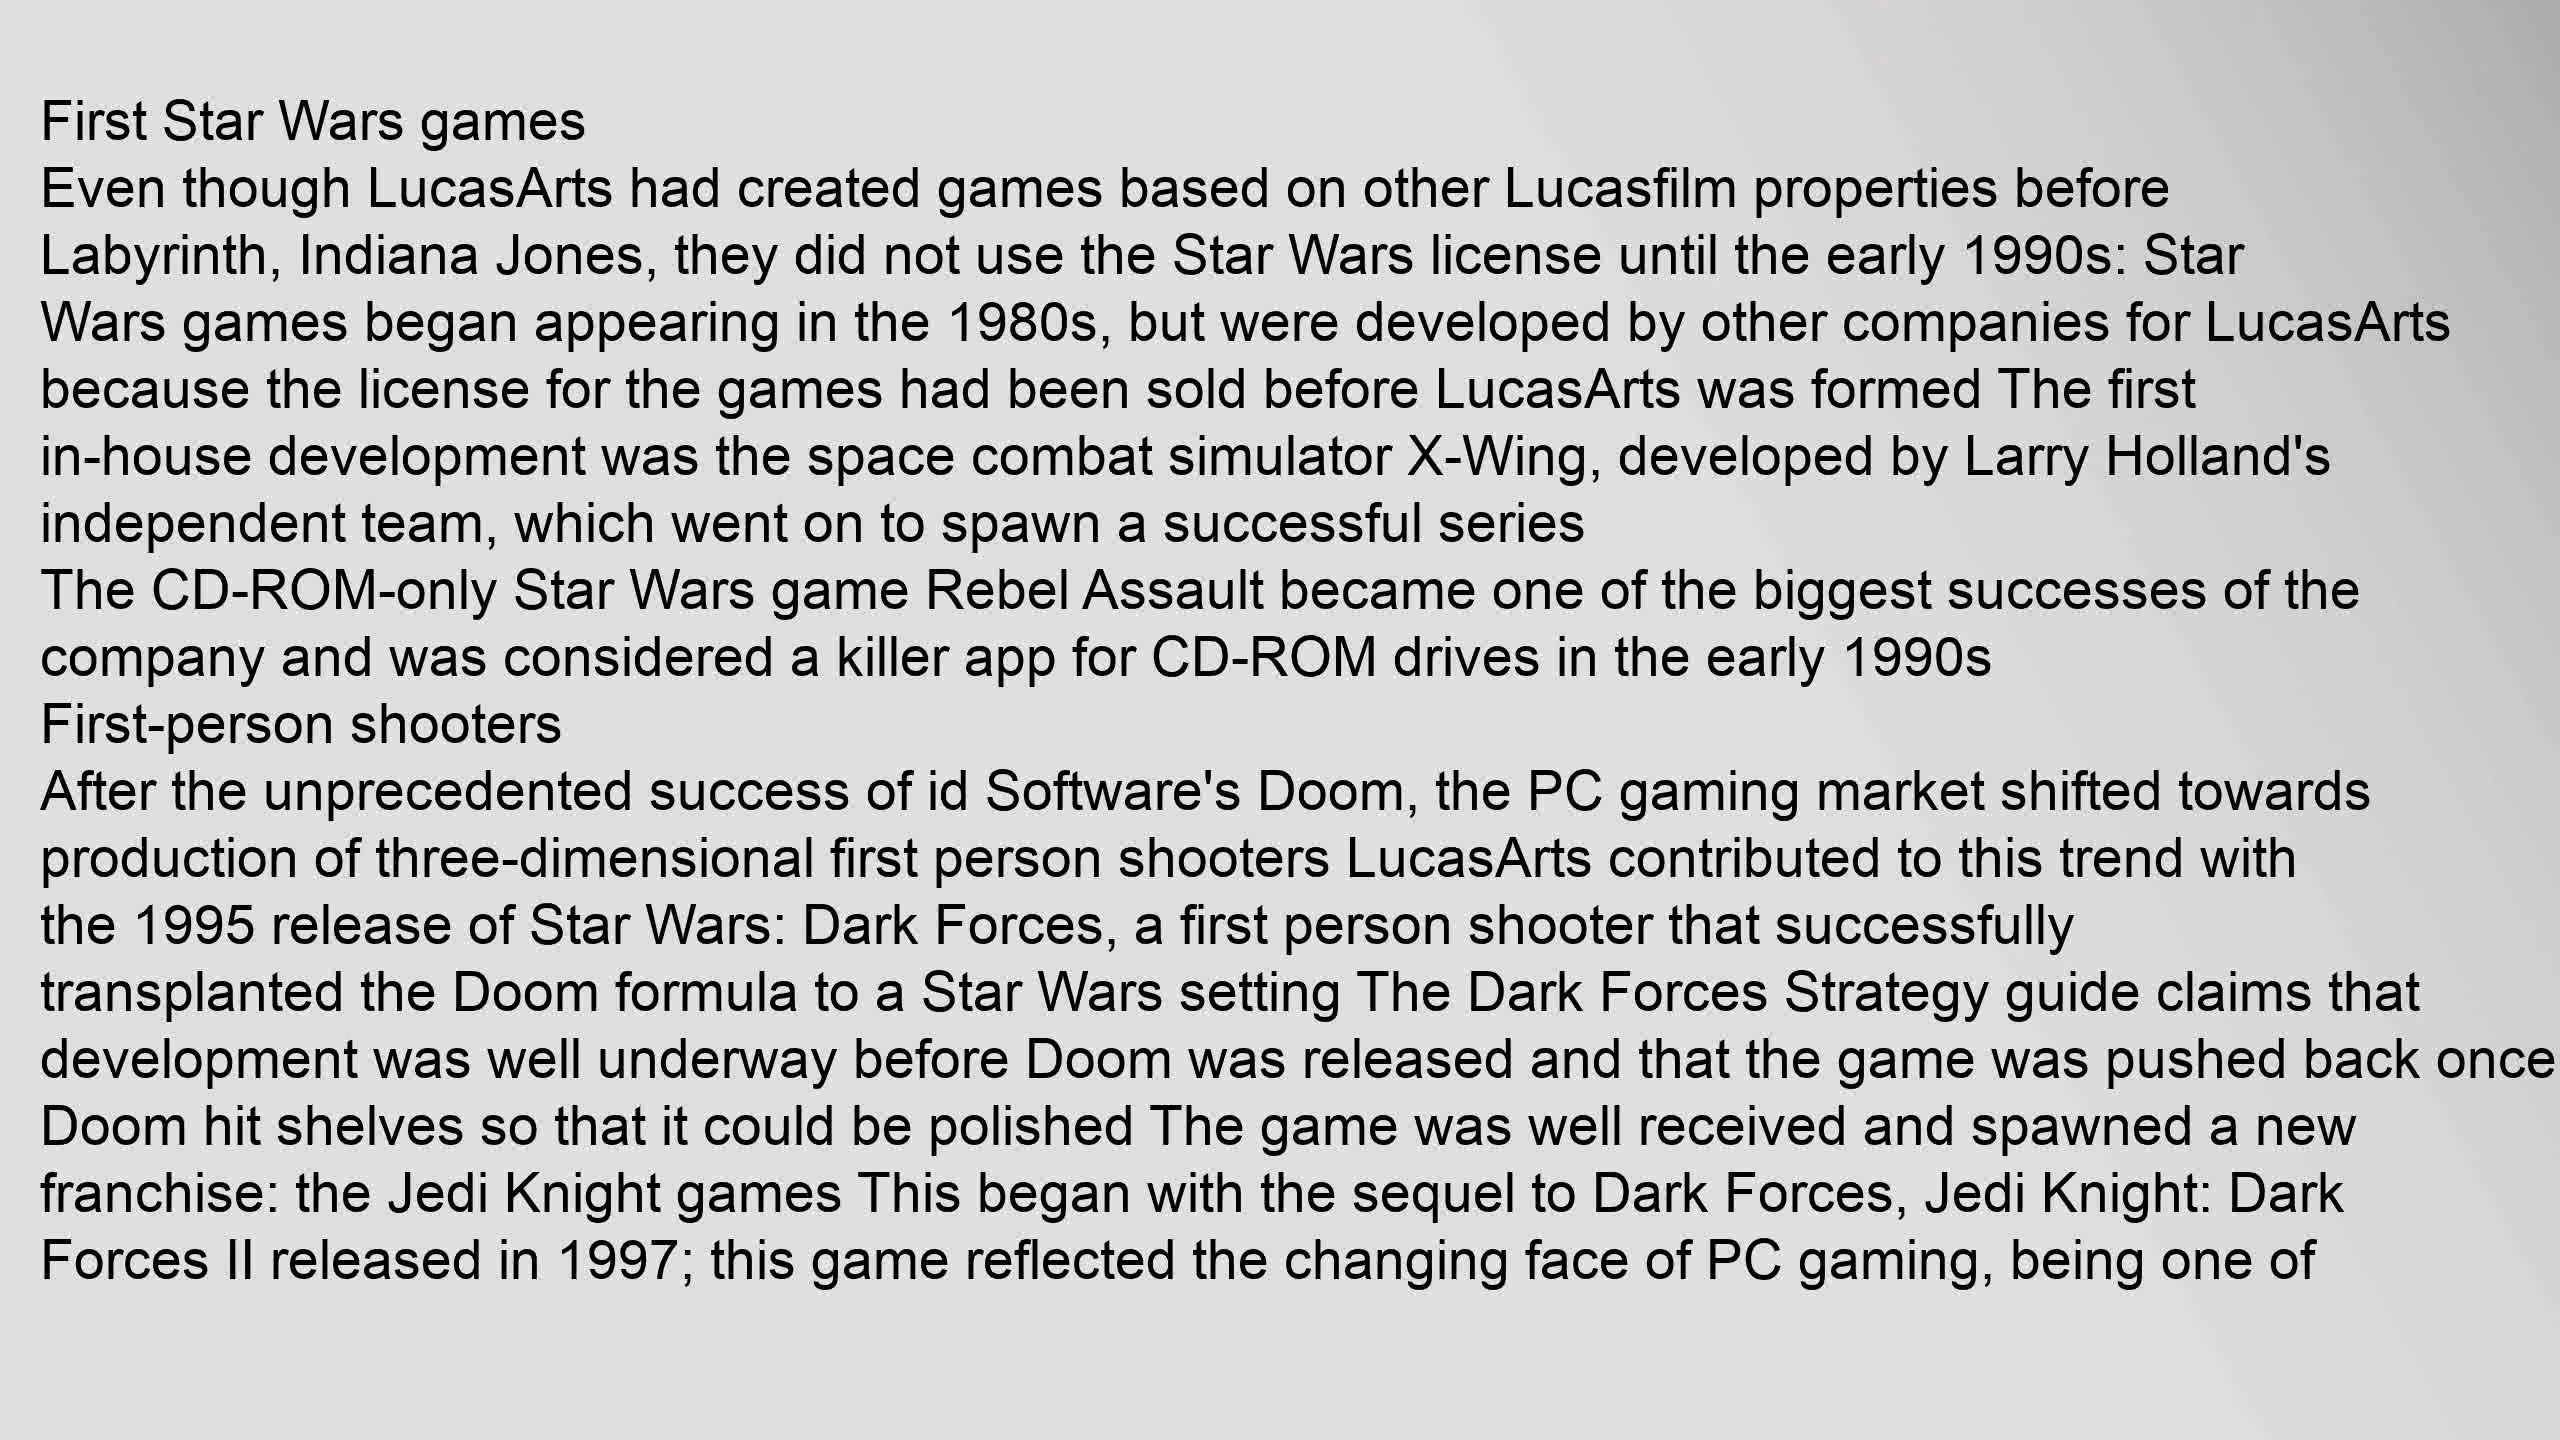 First Star Wars games
Even though LucasArts had created games based on other Lucasfilm properties before
Labyrinth, Indiana Jones, they did not use the Star Wars license until the early 1990s: Star
Wars games began appearing in the 1980s, but were developed by other companies for LucasArts
because the license for the games had been sold before LucasArts was formed The first
in-house development was the space combat simulator X-Wing, developed by Larry Holland's
independent team, which went on to spawn a successful series
The CD-ROM-only Star Wars game Rebel Assault became one of the biggest successes of the
company and was considered a killer app for CD-ROM drives in the early 1990s
First-person shooters
After the unprecedented success of id Software's Doom, the PC gaming market shifted towards
production of three-dimensional first person shooters LucasArts contributed to this trend with
the 1995 release of Star Wars: Dark Forces, a first person shooter that successfully
transplanted the Doom formula to a Star Wars setting The Dark Forces Strategy guide claims that
development was well underway before Doom was released and that the game was pushed back once
Doom hit shelves so that it could be polished The game was well received and spawned a new
franchise: the Jedi Knight games This began with the sequel to Dark Forces, Jedi Knight: Dark
Forces II released in 1997; this game reflected the changing face of PC gaming, being one of